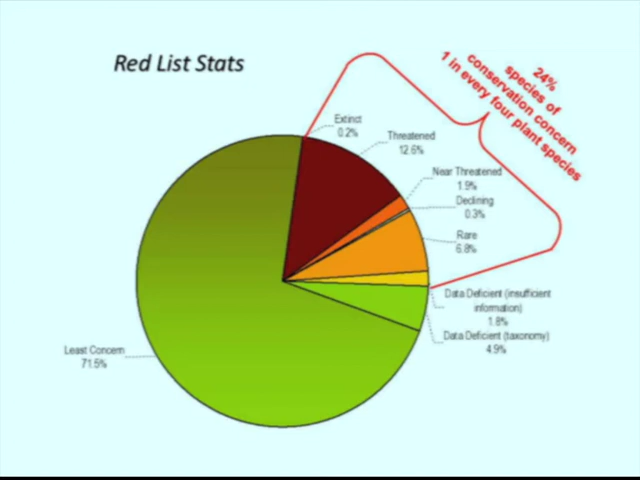 Red List Stats
24%
species of
conservation concern
1 in every four plant species
Extinct
0.2%
Threatened
12.6%
Near Threatened
1.9%
Declining
0.3%
Rare
6.8%
Data Deficient (insufficient
information)
1.8%
Data Deficient (taxonomy)
4.9%
Least Concern
71.5%